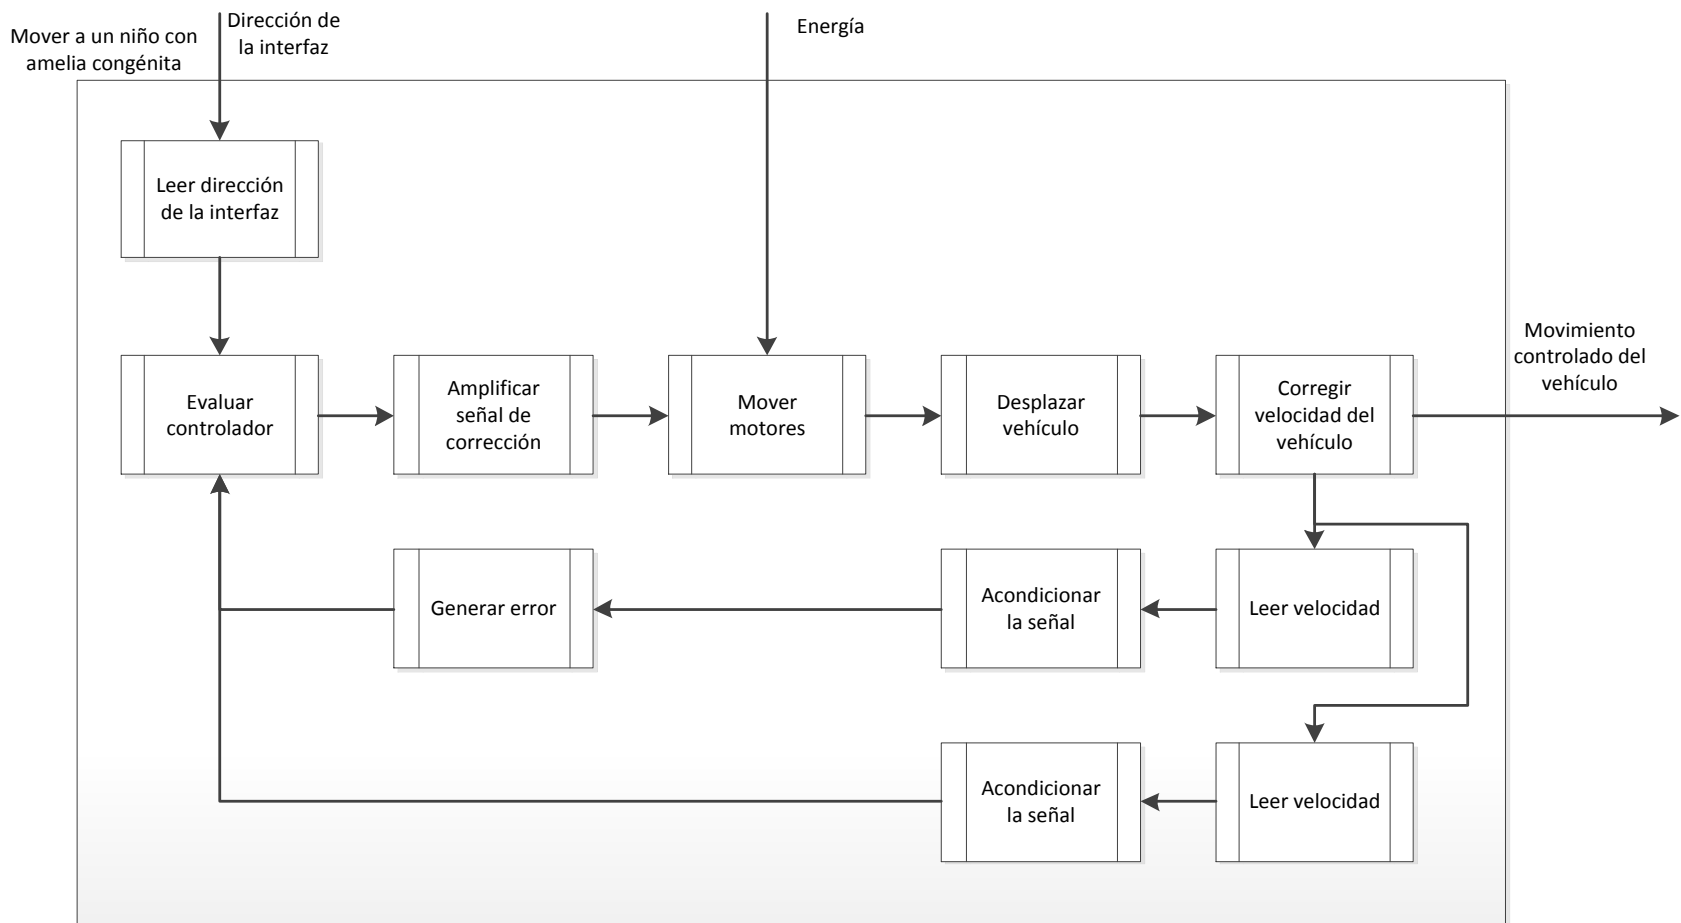 Mover a un niño con
amelia congénita
Dirección de
la interfaz
Energía
Leer dirección
de la interfaz
Evaluar
controlador
Amplificar
señal de
corrección
Mover
motores
Desplazar
vehículo
Corregir
velocidad del
vehículo
Movimiento
controlado del
vehículo
Generar error
Acondicionar
la señal
Leer velocidad
Acondicionar
la señal
Leer velocidad